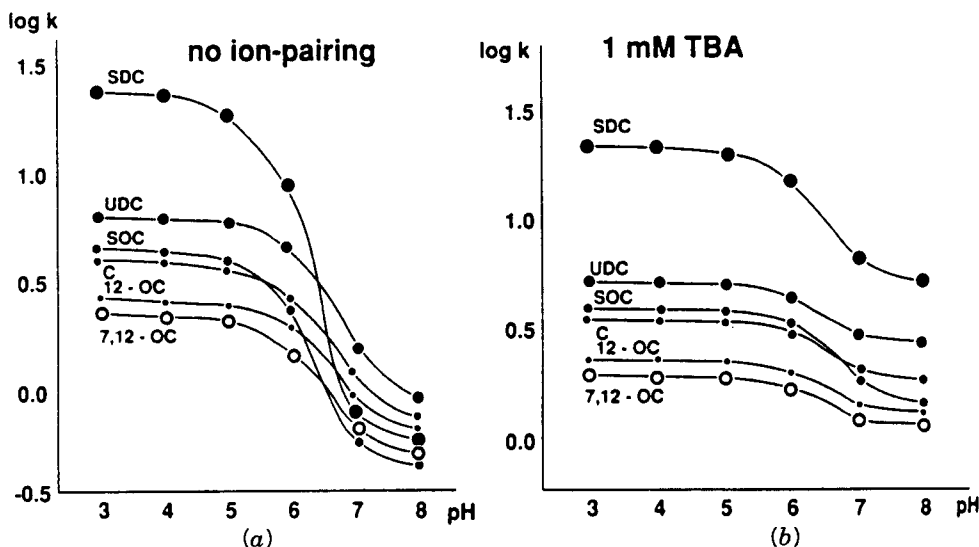 log k
no ion-pairing
1.5
1.0
0.5
0.0
-0.5
SDC
UDC
SOC
C
12 - OC
7,12 - OC
3 4 5 6 7 8 pH
(a)
log k
1 mM TBA
1.5
1.0
0.5
0.0
SDC
UDC
SOC
C
12 - OC
7,12 - OC
3 4 5 6 7 8 pH
(b)